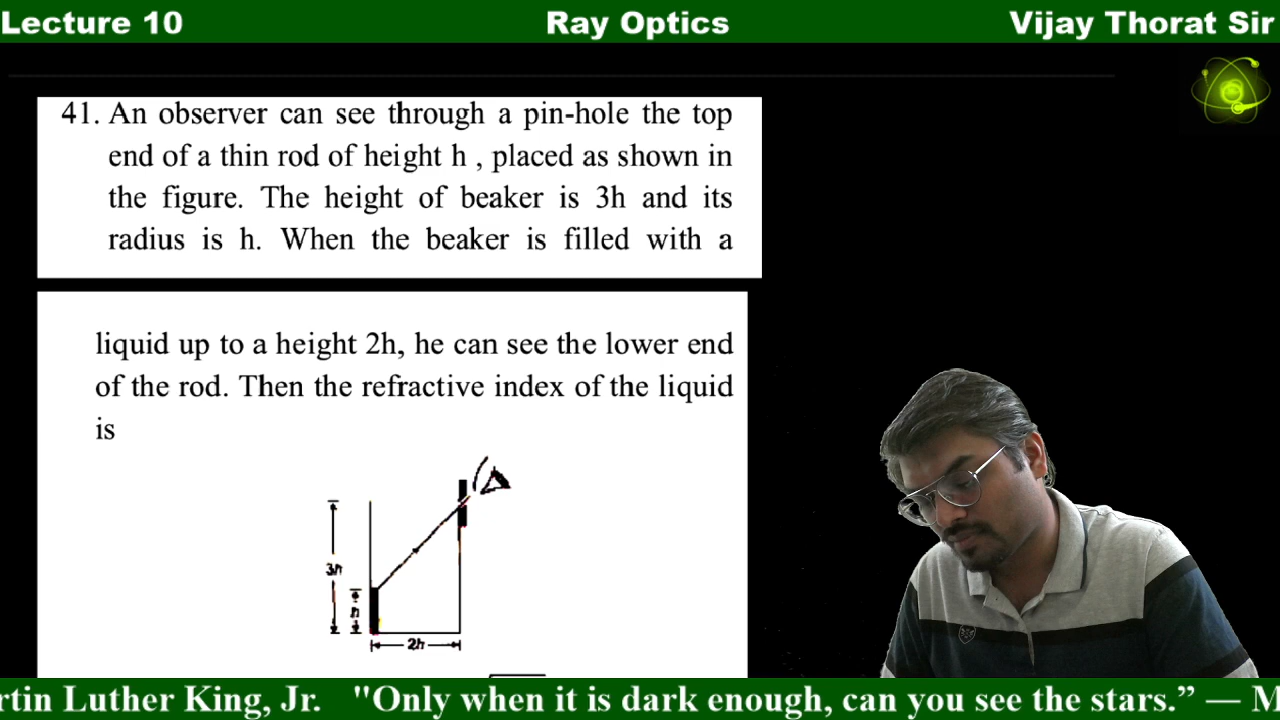 Lecture 10 Ray Optics Vijay Thorat Sir
41. An observer can see through a pin-hole the top
end of a thin rod of height h , placed as shown in
the figure. The height of beaker is 3h and its
radius is h. When the beaker is filled with a
liquid up to a height 2h, he can see the lower end
of the rod. Then the refractive index of the liquid
is
3h
h
2h
rtin Luther King, Jr. "Only when it is dark enough, can you see the stars.” — M